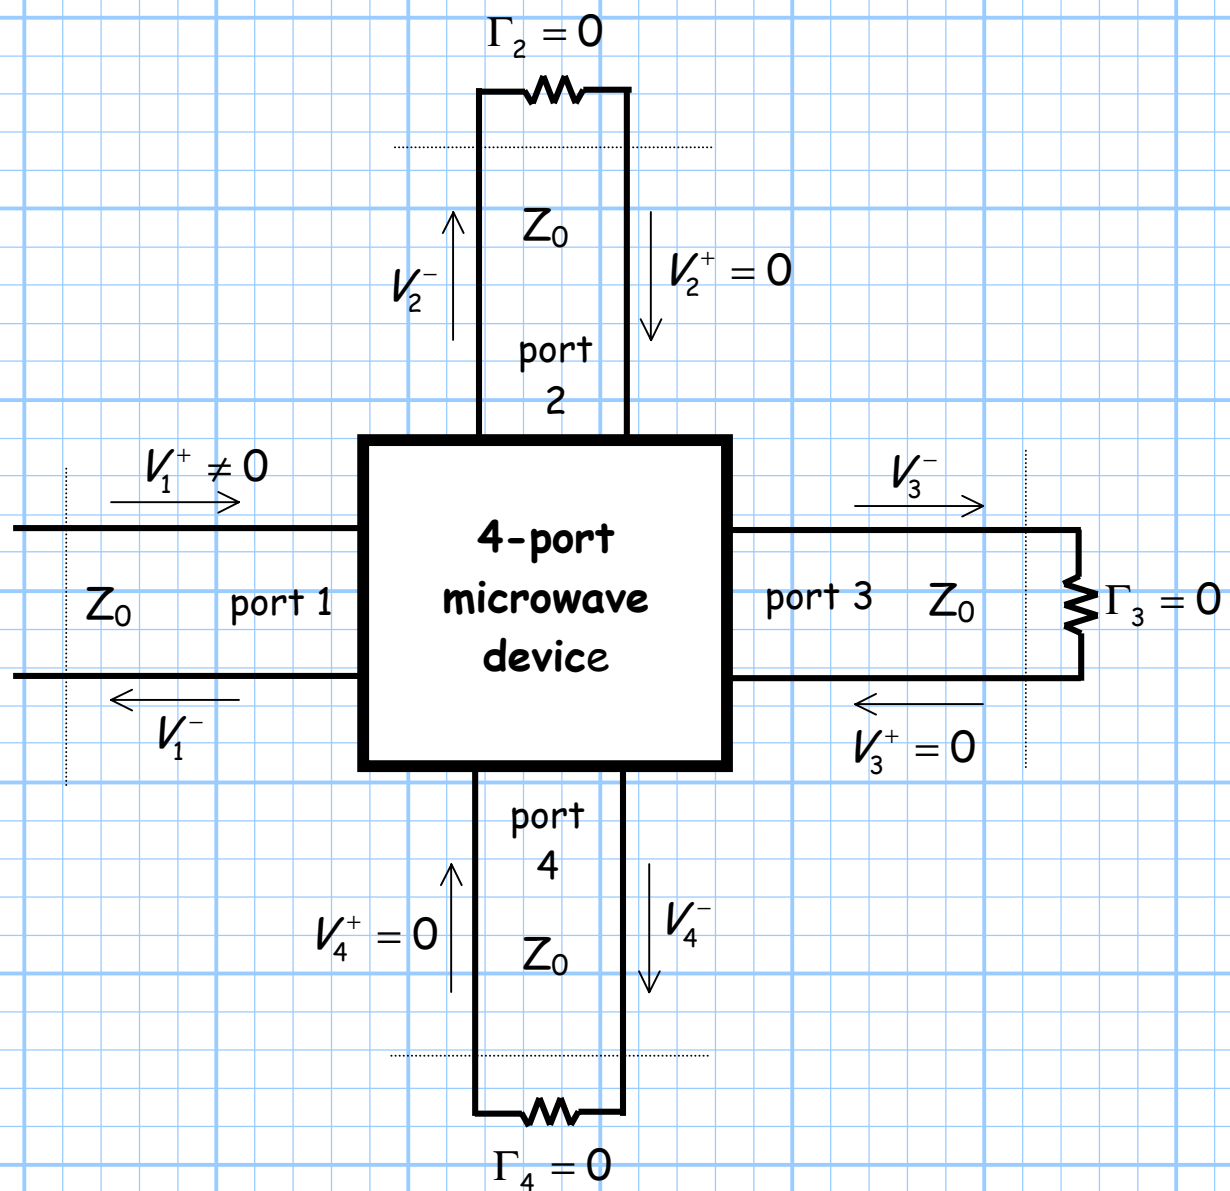 Γ₂ = 0
Z₀
V₂⁻
V₂⁺ = 0
port
2
V₁⁺ ≠ 0
V₃⁻
4-port
microwave
device
Z₀
port 1
port 3
Z₀
Γ₃ = 0
V₁⁻
V₃⁺ = 0
port
4
V₄⁺ = 0
V₄⁻
Z₀
Γ₄ = 0